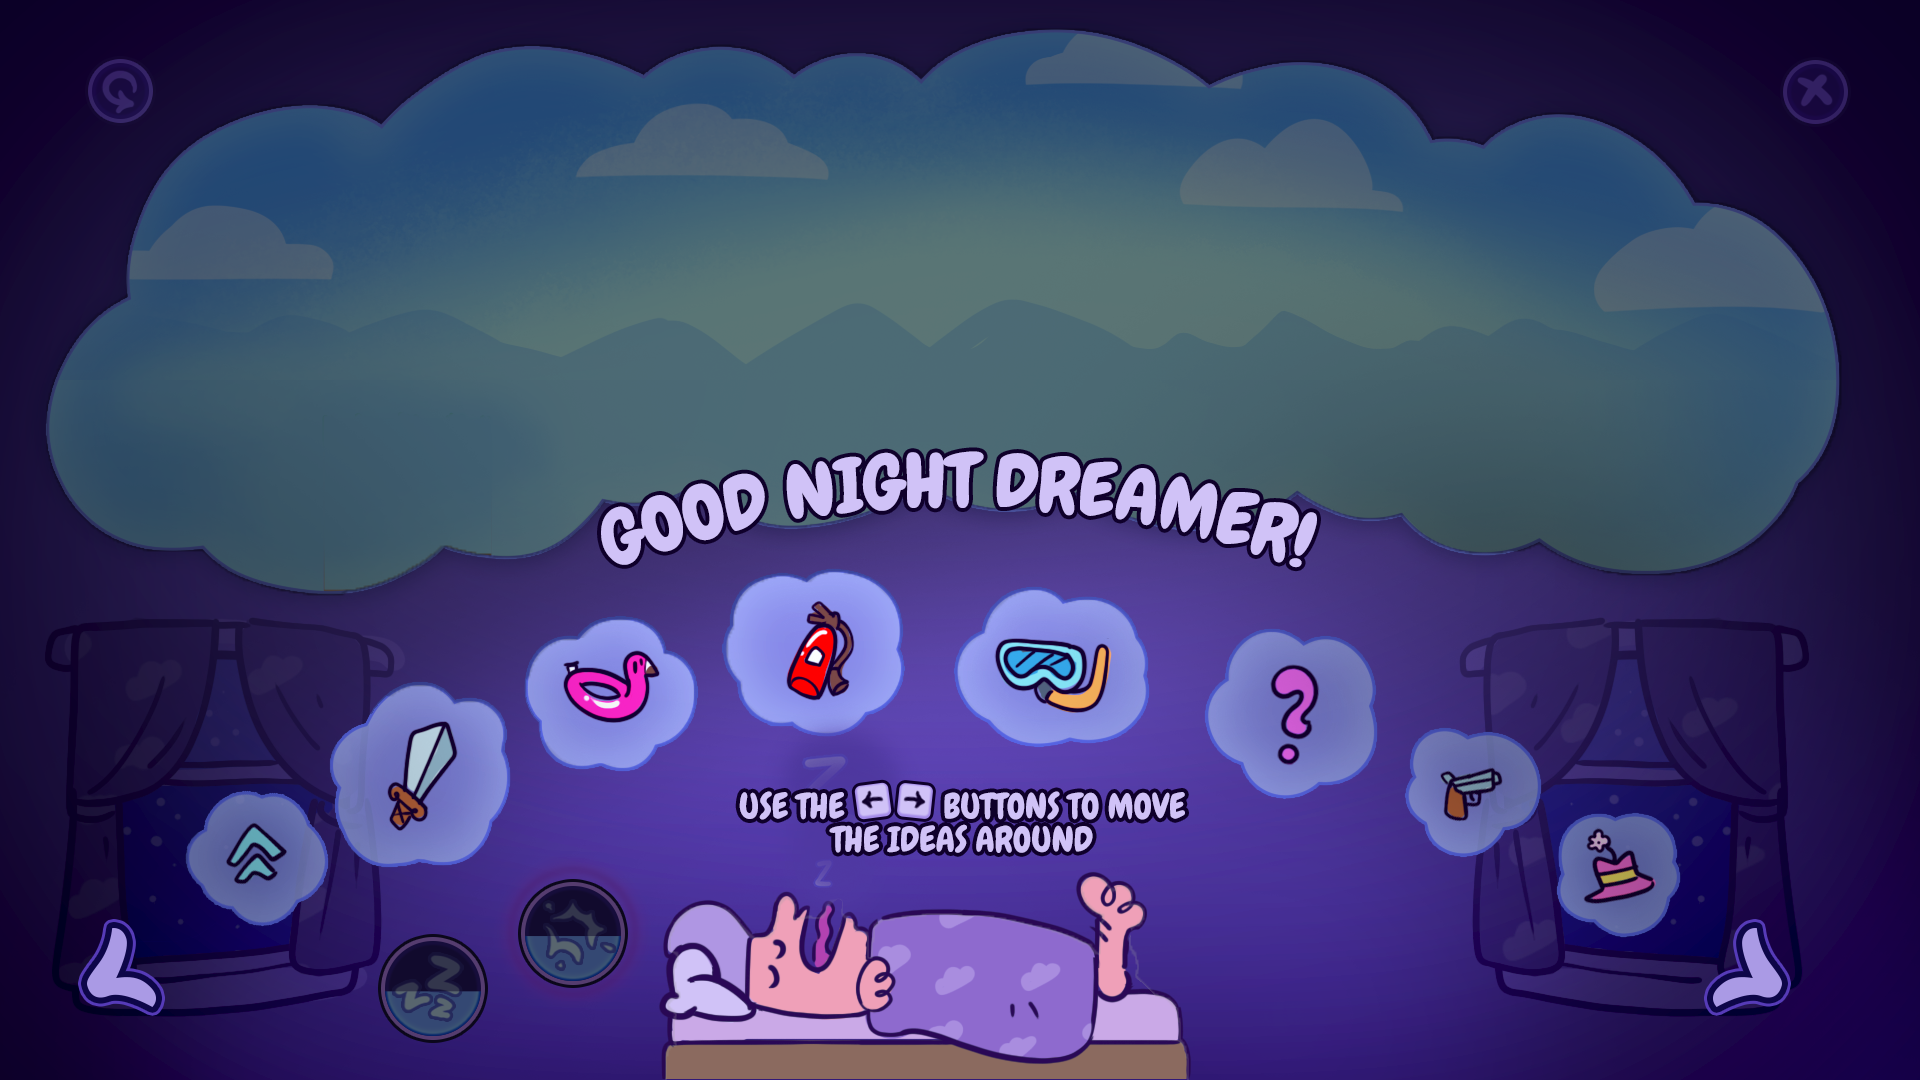 GOOD NIGHT DREAMER!
?
Z
USE THE ← → BUTTONS TO MOVE
THE IDEAS AROUND
Z
Z
Z Z